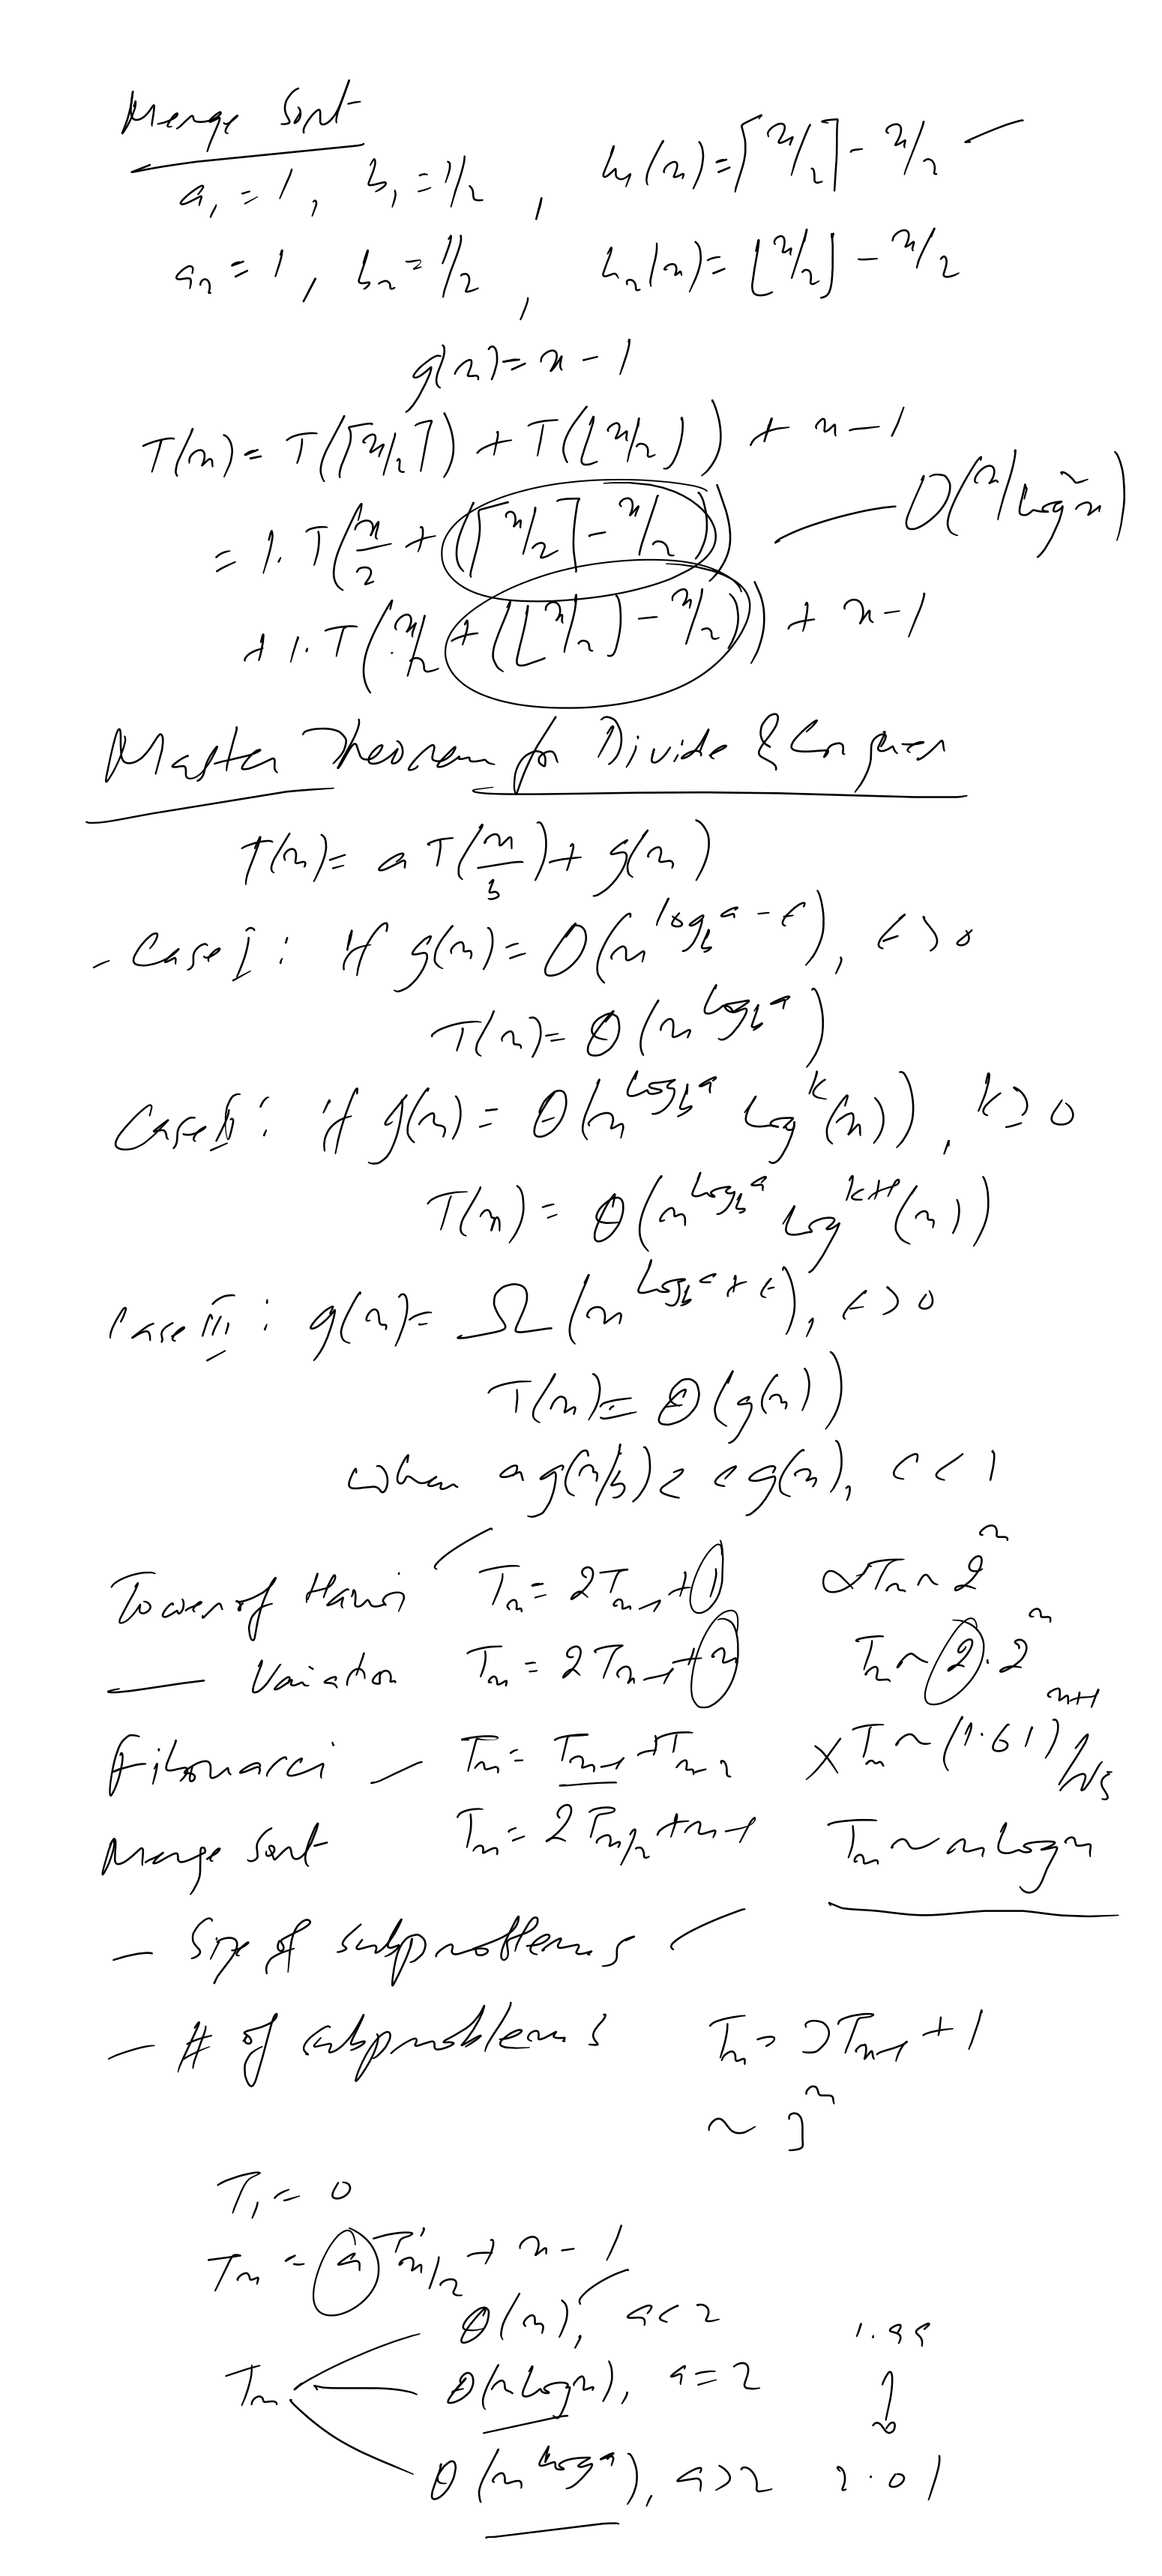 Merge Sort
a₁ = 1, b₁ = 1/2, h₁(n) = ⌈n/2⌉ - n/2
a₂ = 1, b₂ = 1/2, h₂(n) = ⌊n/2⌋ - n/2
g(n) = n - 1
T(n) = T(⌈n/2⌉) + T(⌊n/2⌋) + n - 1
= 1. T(n/2 + (⌈n/2⌉ - n/2)) — O(n/log²n)
+ 1. T(n/2 + (⌊n/2⌋ - n/2)) + n - 1
Master Theorem for Divide & Conquer
T(n) = a T(n/b) + g(n)
- Case I : if g(n) = O(n^(log_b a - ε)), ε > 0
T(n) = Θ(n^(log_b a))
Case II : if g(n) = Θ(n^(log_b a) log^k(n)), k ≥ 0
T(n) = Θ(n^(log_b a) log^(k+1)(n))
Case III : g(n) = Ω(n^(log_b a + ε)), ε > 0
T(n) = Θ(g(n))
when a g(n/b) < c g(n), c < 1
Tower of Hanoi Tₙ = 2Tₙ₋₁ + 1 Tₙ ~ 2ⁿ
— Variation Tₙ = 2Tₙ₋₁ + n Tₙ ~ 2.2ⁿ
Fibonacci — Tₙ = Tₙ₋₁ + Tₙ₋₂ Tₙ ~ (1.61)ⁿ⁺¹/√5
Merge Sort Tₙ = 2Tₙ/₂ + n-1 Tₙ ~ n log n
- Size of subproblems
- # of subproblems Tₙ = 3Tₙ₋₁ + 1
~ 3ⁿ
T₁ = 0
Tₙ = a Tₙ/₂ + n - 1
Θ(n), a < 2 1.99
Tₙ Θ(n log n), a = 2
Θ(n^(log a)), a > 2 2.01